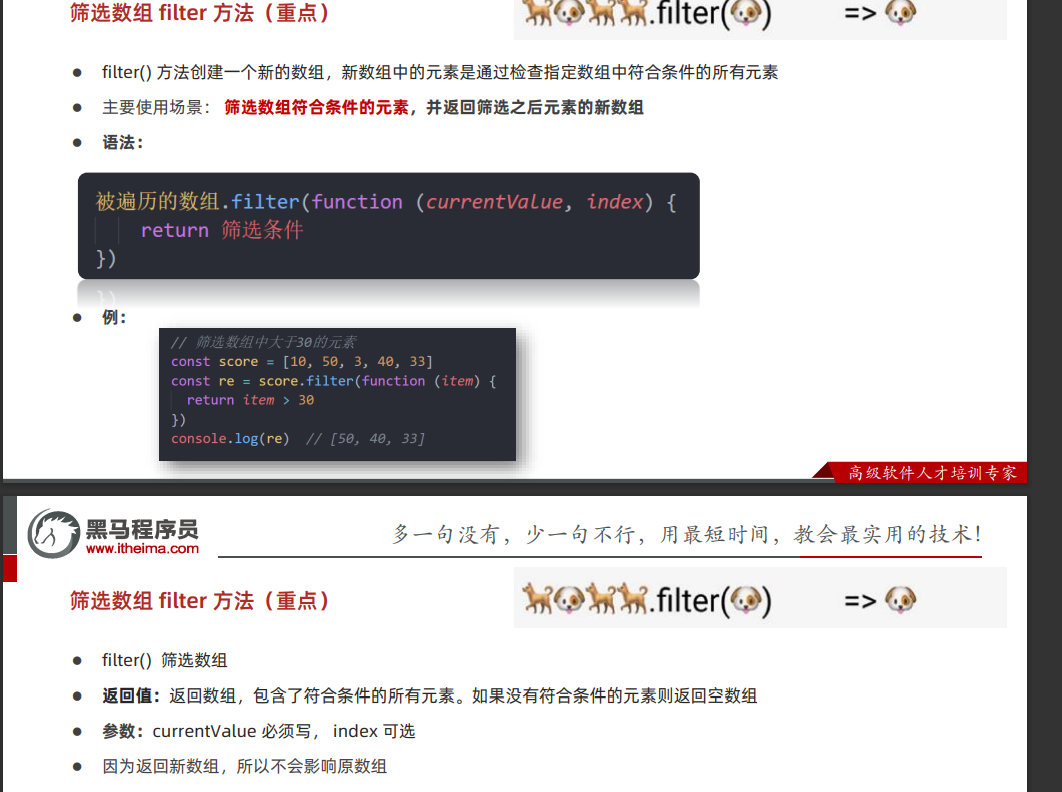 筛选数组 filter 方法（重点）
.filter( ) =>
filter() 方法创建一个新的数组，新数组中的元素是通过检查指定数组中符合条件的所有元素
主要使用场景： 筛选数组符合条件的元素，并返回筛选之后元素的新数组
语法：
被遍历的数组.filter(function (currentValue, index) {
return 筛选条件
})
例：
// 筛选数组中大于30的元素
const score = [10, 50, 3, 40, 33]
const re = score.filter(function (item) {
return item > 30
})
console.log(re) // [50, 40, 33]
高级软件人才培训专家
黑马程序员
www.itheima.com
多一句没有，少一句不行，用最短时间，教会最实用的技术！
筛选数组 filter 方法（重点）
.filter( ) =>
filter() 筛选数组
返回值：返回数组，包含了符合条件的所有元素。如果没有符合条件的元素则返回空数组
参数：currentValue 必须写， index 可选
因为返回新数组，所以不会影响原数组